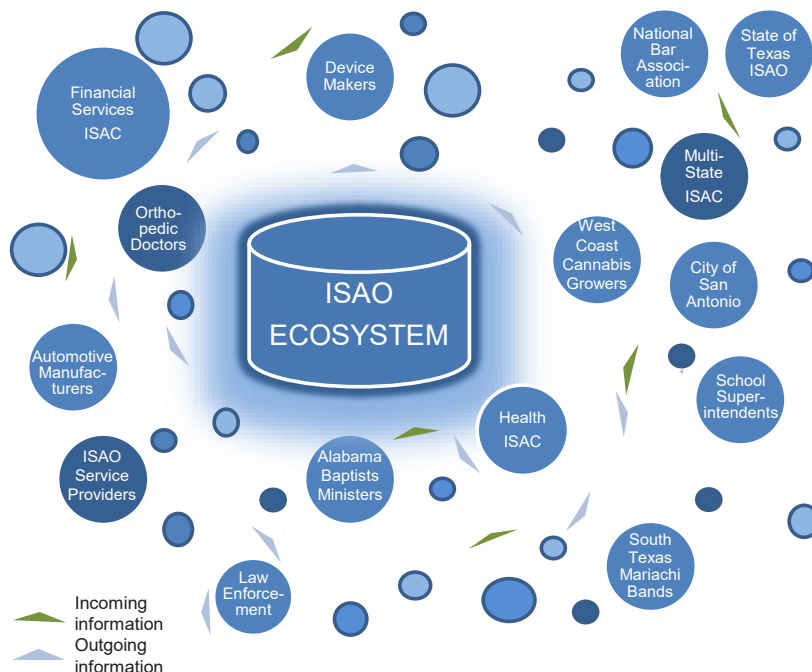 Financial
Services
ISAC
Device
Makers
National
Bar
Associ-
ation
State of
Texas
ISAO
Multi-
State
ISAC
Ortho-
pedic
Doctors
West
Coast
Cannabis
Growers
City of
San
Antonio
ISAO
ECOSYSTEM
Automotive
Manufac-
turers
School
Super-
intendents
Health
ISAC
ISAO
Service
Providers
Alabama
Baptists
Ministers
South
Texas
Mariachi
Bands
Law
Enforce-
ment
Incoming
information
Outgoing
information